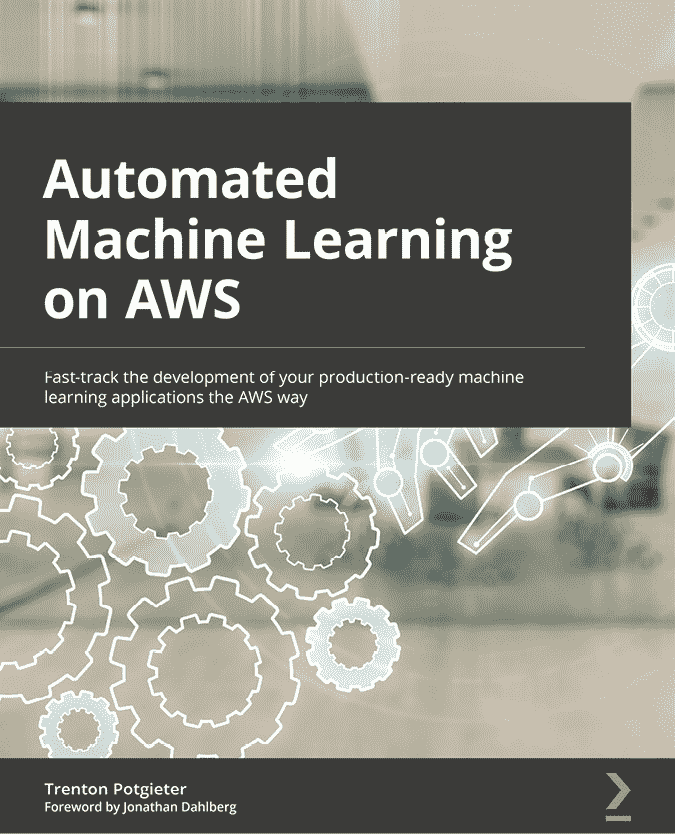 Automated
Machine Learning
on AWS
Fast-track the development of your production-ready machine
learning applications the AWS way
Trenton Potgieter
Foreword by Jonathan Dahlberg